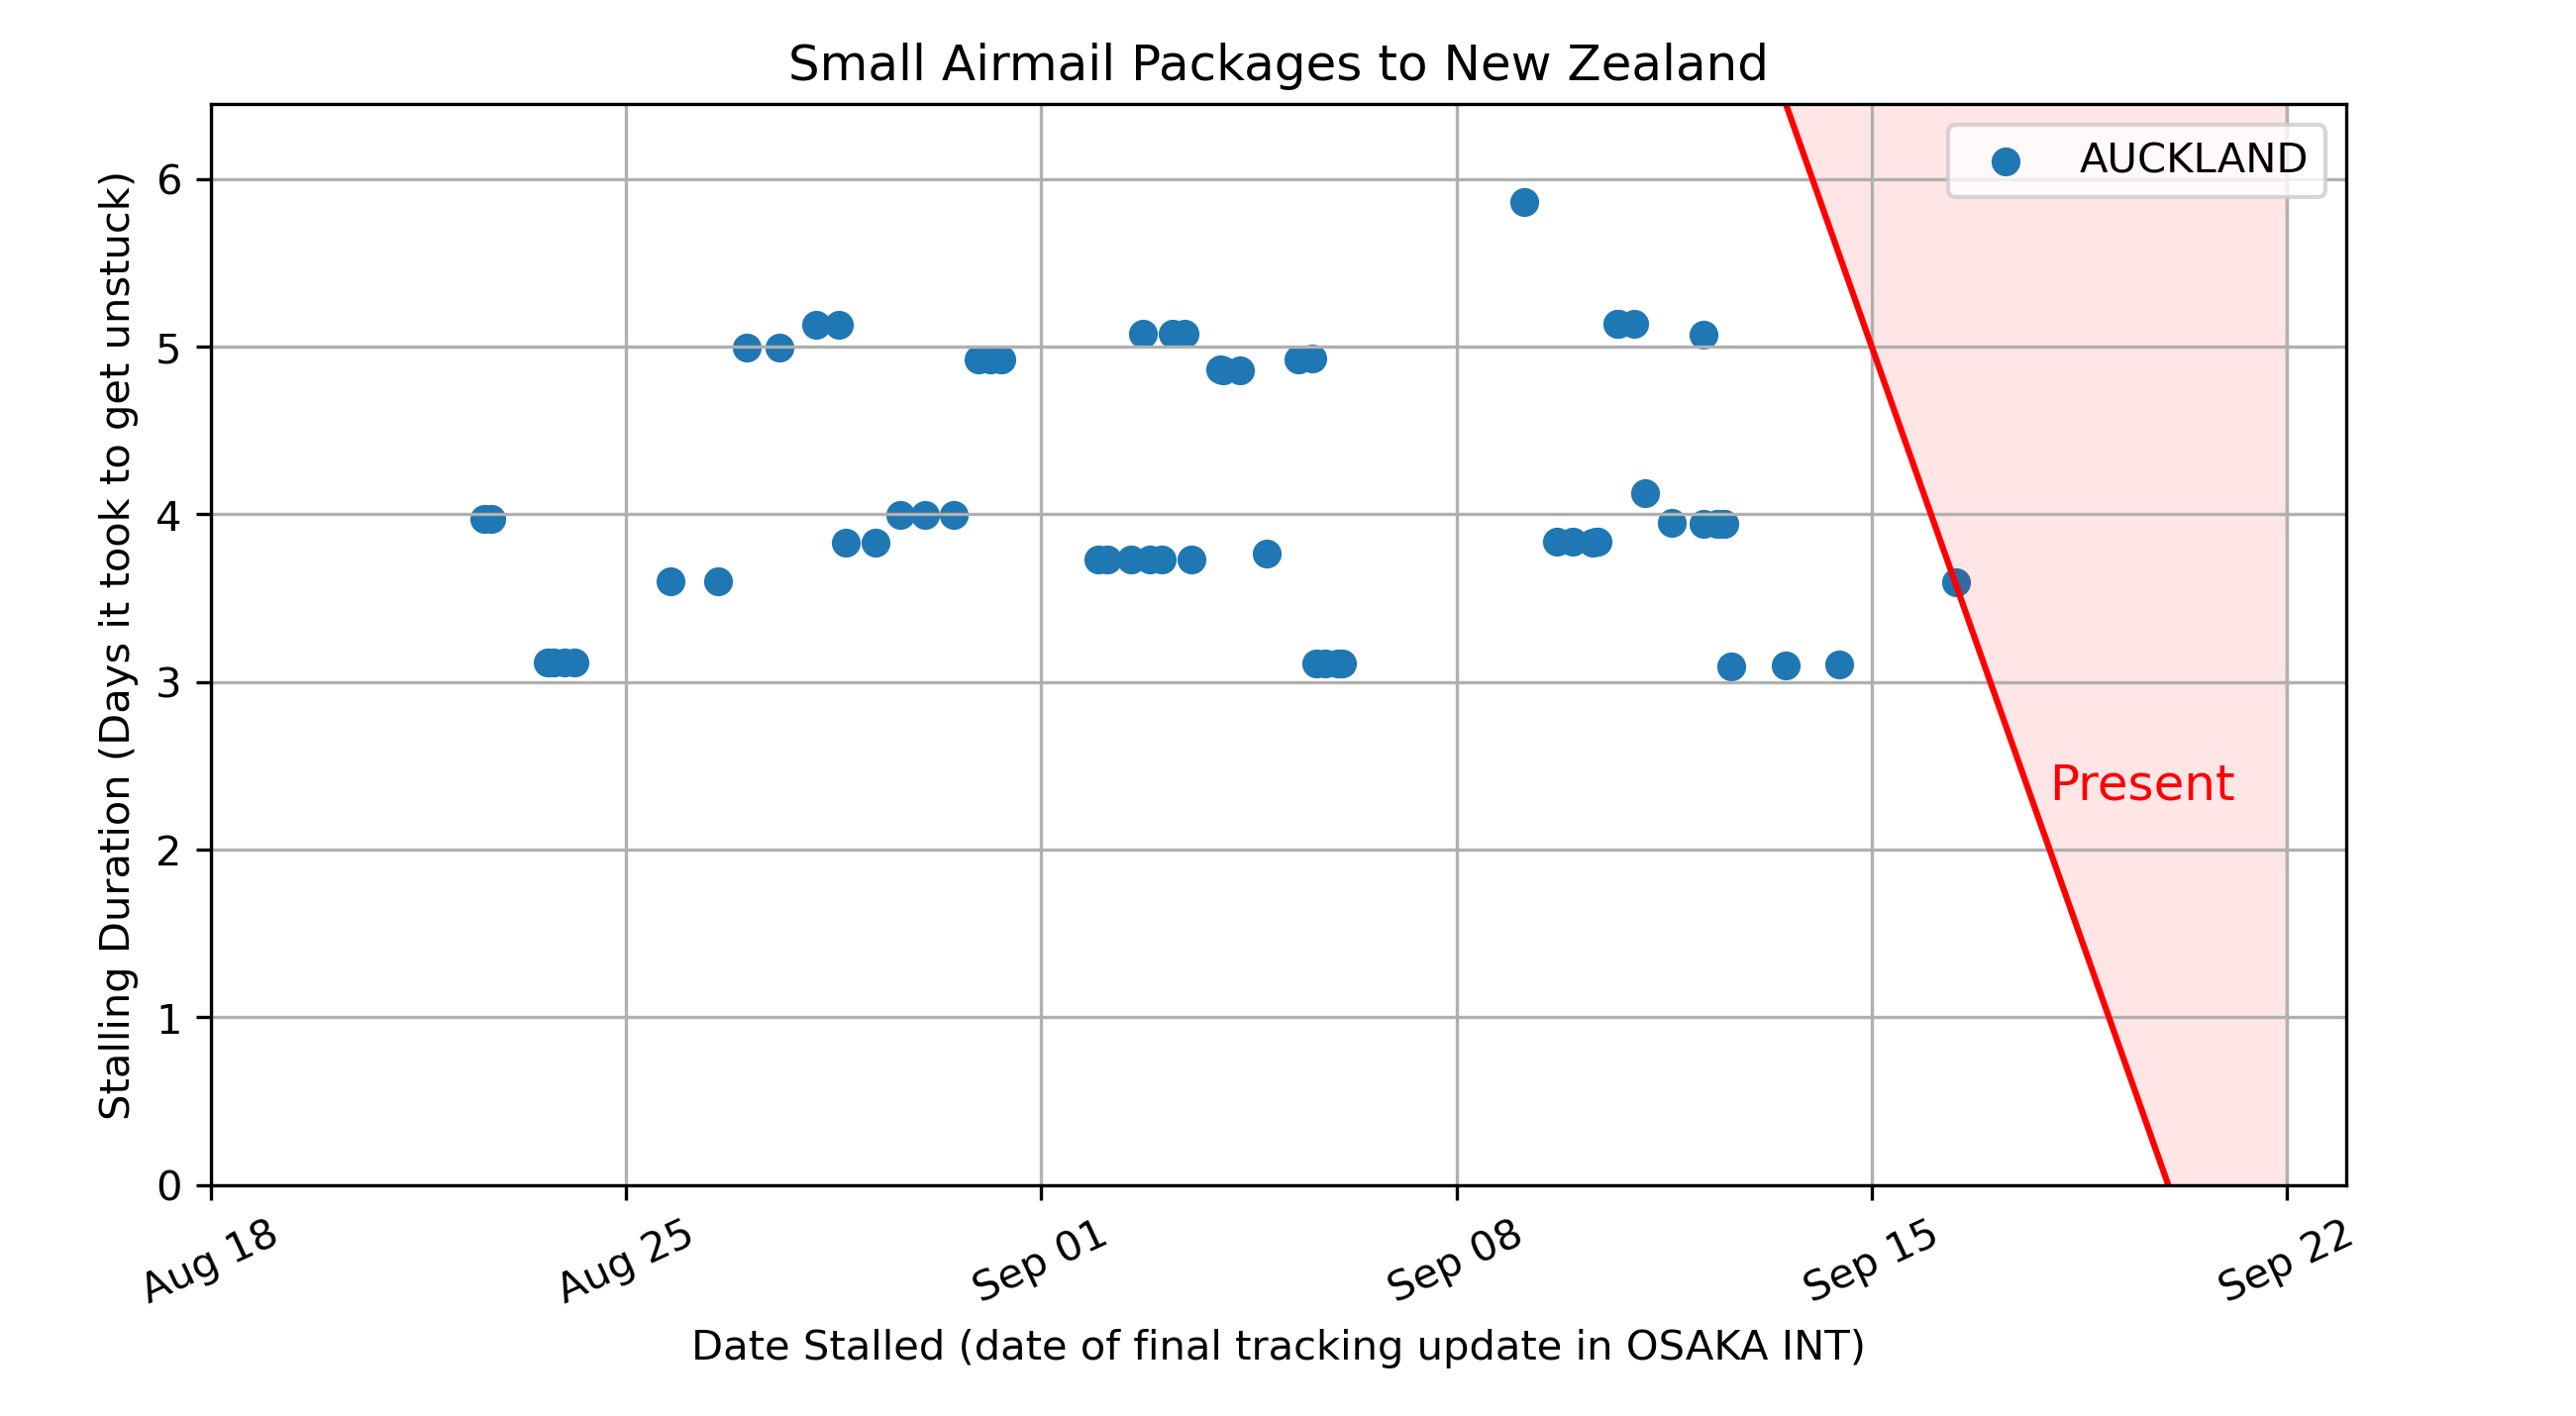 Small Airmail Packages to New Zealand
AUCKLAND
Stalling Duration (Days it took to get unstuck)
6
5
4
3
2
1
0
Present
Aug 18
Aug 25
Sep 01
Sep 08
Sep 15
Sep 22
Date Stalled (date of final tracking update in OSAKA INT)